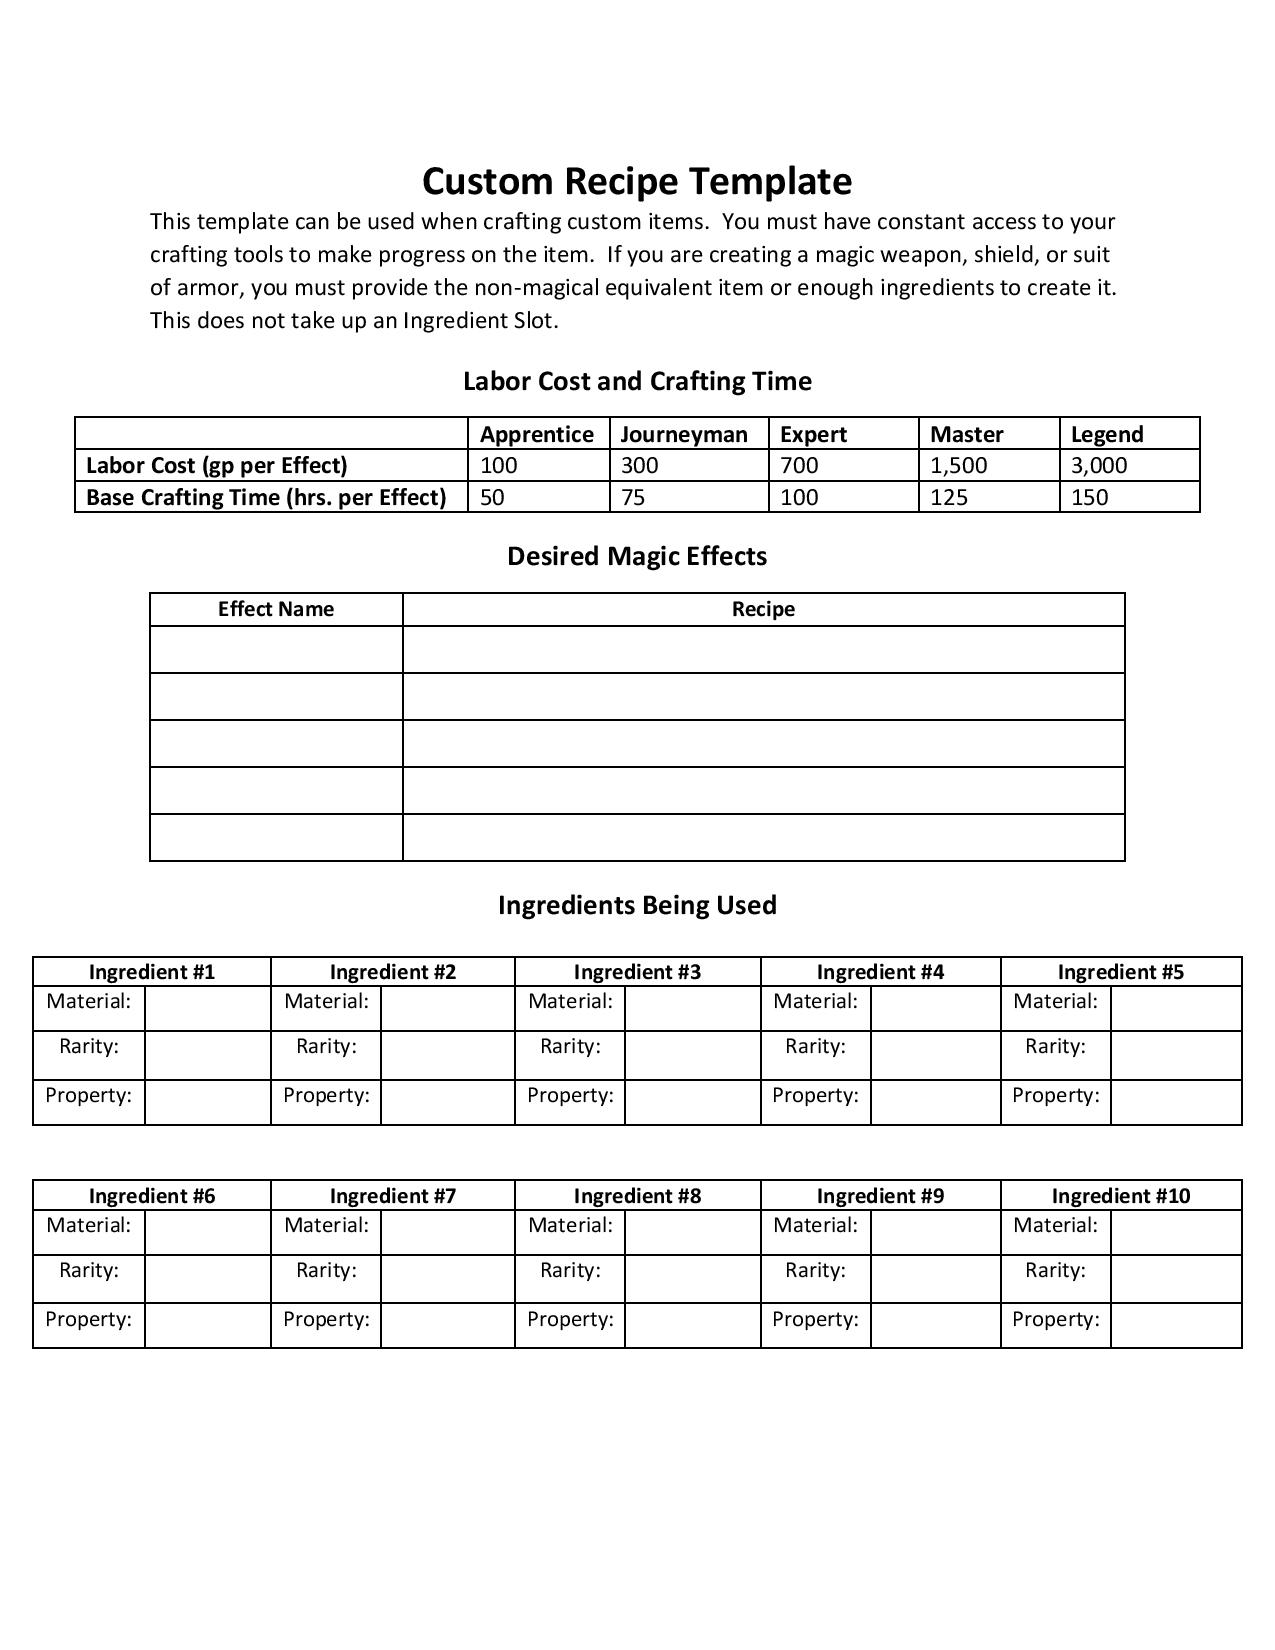 Custom Recipe Template
This template can be used when crafting custom items.  You must have constant access to your
crafting tools to make progress on the item.  If you are creating a magic weapon, shield, or suit
of armor, you must provide the non-magical equivalent item or enough ingredients to create it.
This does not take up an Ingredient Slot.
Labor Cost and Crafting Time
Apprentice Journeyman Expert Master Legend
Labor Cost (gp per Effect) 100 300 700 1,500 3,000
Base Crafting Time (hrs. per Effect) 50 75 100 125 150
Desired Magic Effects
Effect Name Recipe
Ingredients Being Used
Ingredient #1 Ingredient #2 Ingredient #3 Ingredient #4 Ingredient #5
Material: Material: Material: Material: Material:
Rarity: Rarity: Rarity: Rarity: Rarity:
Property: Property: Property: Property: Property:
Ingredient #6 Ingredient #7 Ingredient #8 Ingredient #9 Ingredient #10
Material: Material: Material: Material: Material:
Rarity: Rarity: Rarity: Rarity: Rarity:
Property: Property: Property: Property: Property: